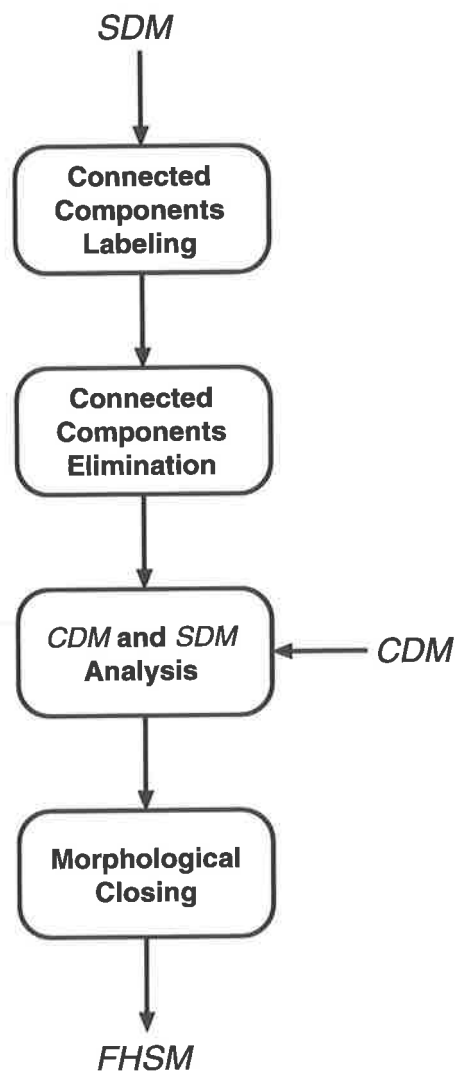 SDM
Connected
Components
Labeling
Connected
Components
Elimination
CDM and SDM
Analysis
CDM
Morphological
Closing
FHSM